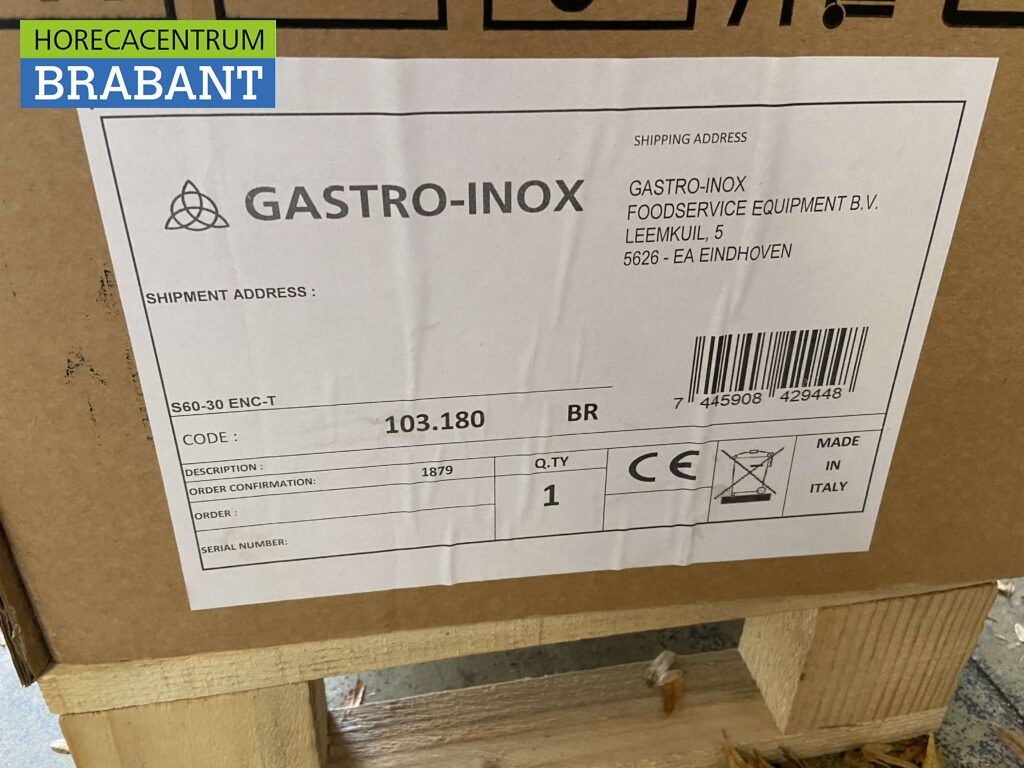 HORECACENTRUM
BRABANT
GASTRO-INOX
SHIPPING ADDRESS
GASTRO-INOX
FOODSERVICE EQUIPMENT B.V.
LEEMKUIL, 5
5626 - EA EINDHOVEN
SHIPMENT ADDRESS :
7 445908 429448
S60-30 ENC-T
CODE : 103.180 BR
DESCRIPTION :
ORDER CONFIRMATION: 1879
ORDER :
SERIAL NUMBER:
Q.TY
1
CE
MADE
IN
ITALY